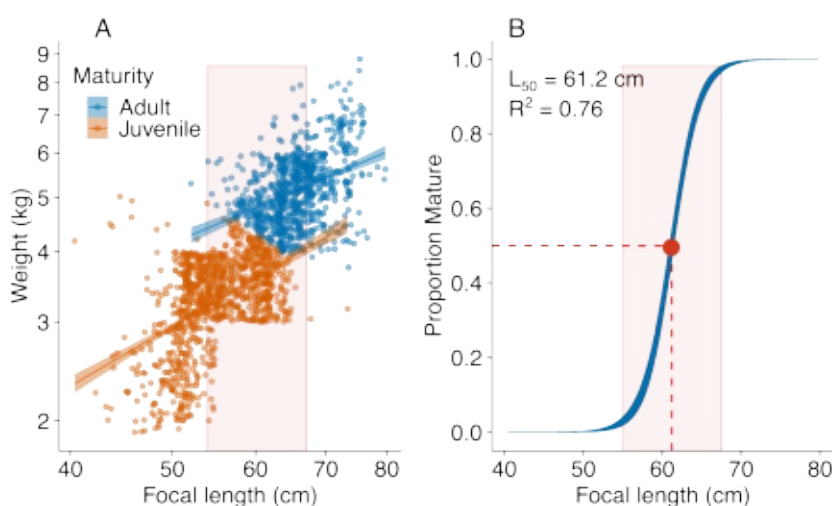 A
Maturity
Adult
Juvenile
Weight (kg)
9
8
7
6
5
4
3
2
40
50
60
70
80
Focal length (cm)
B
L₅₀ = 61.2 cm
R² = 0.76
Proportion Mature
1.0
0.8
0.6
0.4
0.2
0.0
40
50
60
70
80
Focal length (cm)